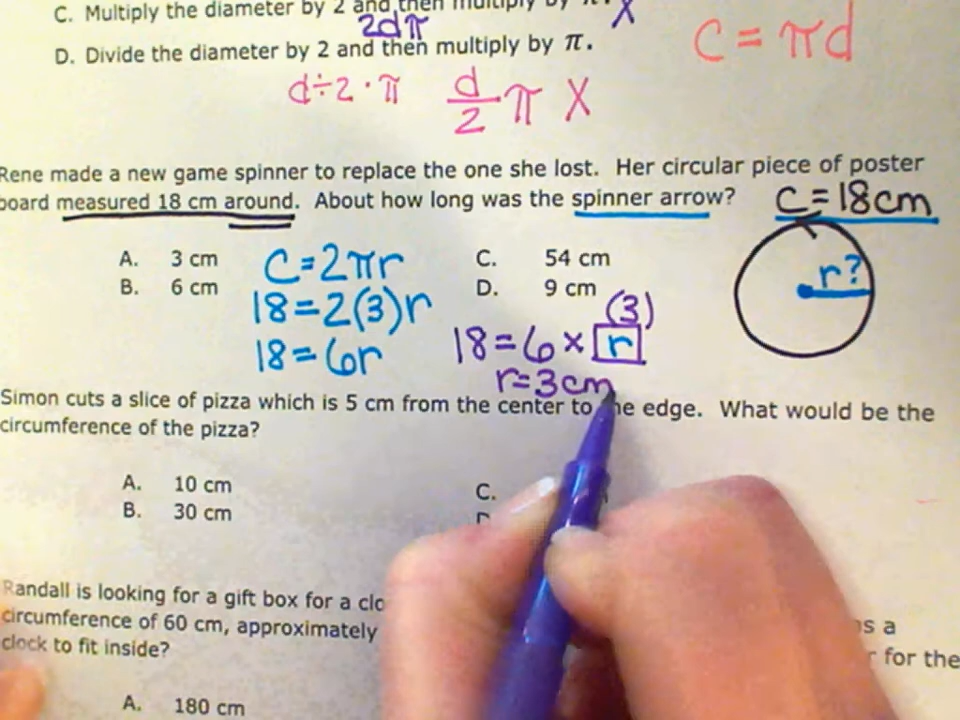 C. Multiply the diameter by 2 and then multiply by π. X
2dπ
D. Divide the diameter by 2 and then multiply by π.
C = πd
d÷2·π d/2 π X
Rene made a new game spinner to replace the one she lost. Her circular piece of poster
board measured 18 cm around. About how long was the spinner arrow?
C=18cm
r?
A. 3 cm
B. 6 cm
C=2πr
18=2(3)r
18=6r
C. 54 cm
D. 9 cm
(3)
18=6×r
r=3cm
Simon cuts a slice of pizza which is 5 cm from the center to the edge. What would be the
circumference of the pizza?
A. 10 cm
B. 30 cm
C.
Randall is looking for a gift box for a
circumference of 60 cm, approximately
clock to fit inside?
a
for the
A. 180 cm